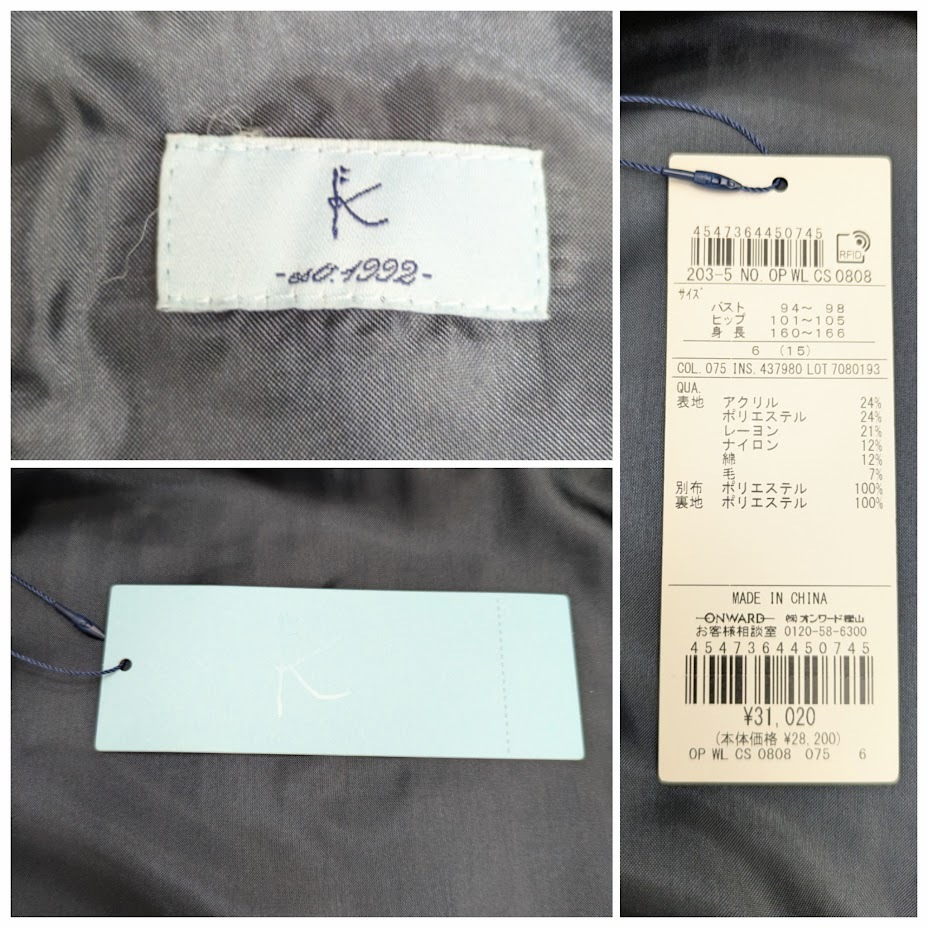 K
-est.1992-
K
4547364450745
RFID
203-5 NO. OP WL CS 0808
サイズ
バスト 94～ 98
ヒップ 101～105
身長 160～166
6 (15)
COL. 075 INS. 437980 LOT 7080193
QUA.
表地 アクリル 24%
ポリエステル 24%
レーヨン 21%
ナイロン 12%
綿 12%
毛 7%
別布 ポリエステル 100%
裏地 ポリエステル 100%
MADE IN CHINA
ONWARD ㈱オンワード樫山
お客様相談室 0120-58-6300
4547364450745
¥31,020
(本体価格 ¥28,200)
OP WL CS 0808 075 6